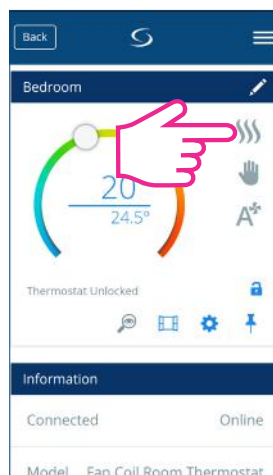 Back
Bedroom
20
24.5°
A
Thermostat Unlocked
Information
Connected Online
Model Fan Coil Room Thermostat